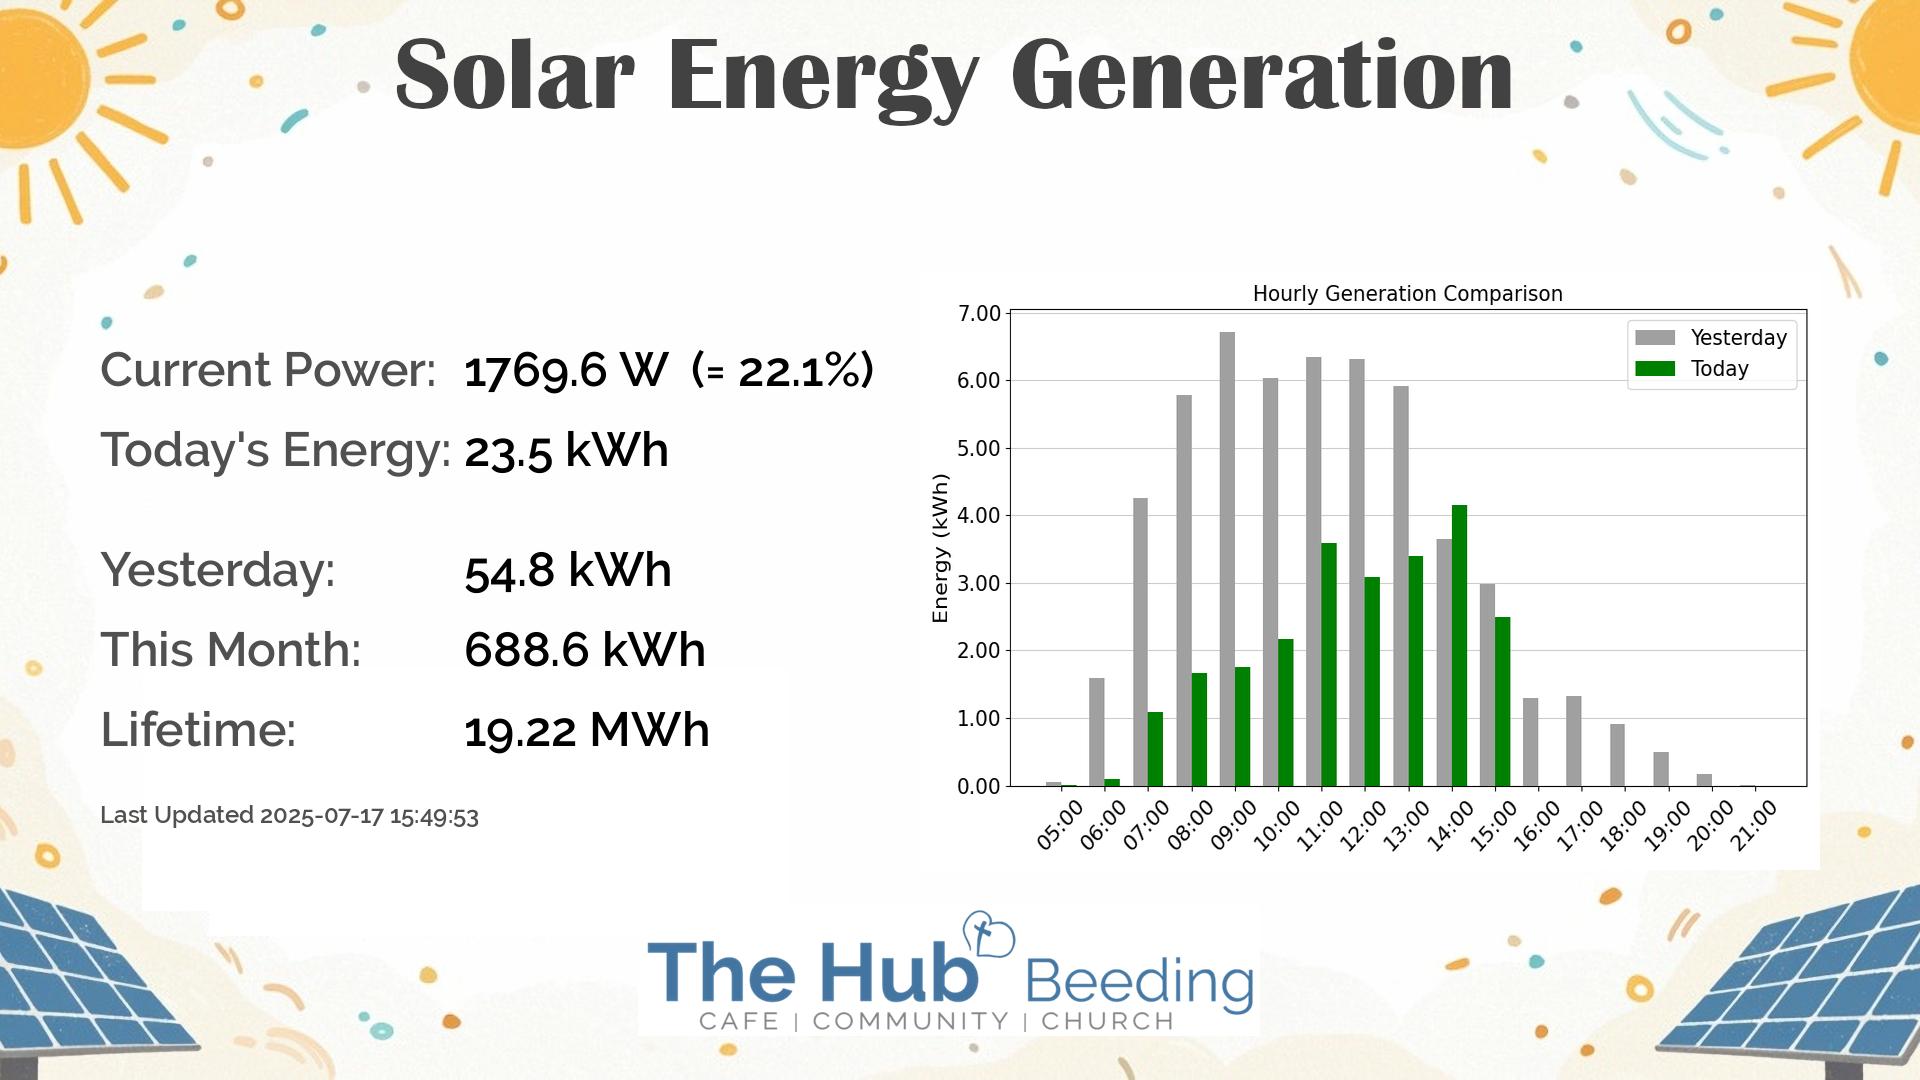 Solar Energy Generation
Current Power: 1769.6 W (= 22.1%)
Today's Energy: 23.5 kWh
Yesterday: 54.8 kWh
This Month: 688.6 kWh
Lifetime: 19.22 MWh
Last Updated 2025-07-17 15:49:53
Hourly Generation Comparison
Yesterday
Today
Energy (kWh)
7.00
6.00
5.00
4.00
3.00
2.00
1.00
0.00
05:00 06:00 07:00 08:00 09:00 10:00 11:00 12:00 13:00 14:00 15:00 16:00 17:00 18:00 19:00 20:00 21:00
The Hub Beeding
CAFE | COMMUNITY | CHURCH